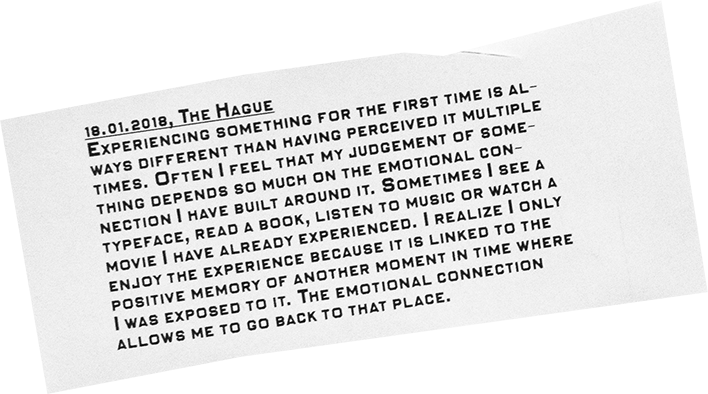 18.01.2018, The Hague
Experiencing something for the first time is al-
ways different than having perceived it multiple
times. Often I feel that my judgement of some-
thing depends so much on the emotional con-
nection I have built around it. Sometimes I see a
typeface, read a book, listen to music or watch a
movie I have already experienced. I realize I only
enjoy the experience because it is linked to the
positive memory of another moment in time where
I was exposed to it. The emotional connection
allows me to go back to that place.